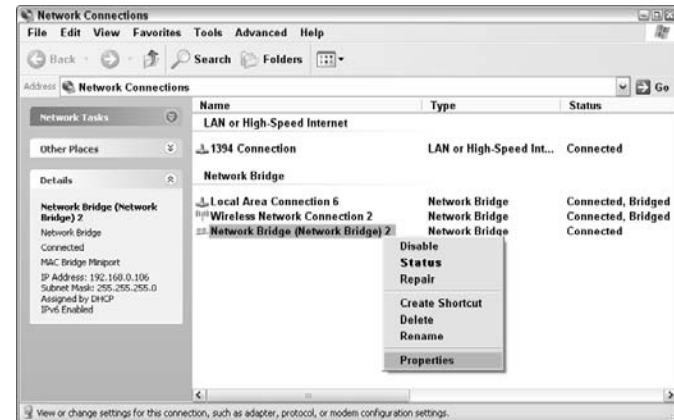 Network Connections
File Edit View Favorites Tools Advanced Help
Back Search Folders
Address Network Connections Go
Network Tasks
Other Places
Details
Network Bridge (Network
Bridge) 2
Network Bridge
Connected
MAC Bridge Miniport
IP Address: 192.168.0.106
Subnet Mask: 255.255.255.0
Assigned by DHCP
IPv6 Enabled
Name Type Status
LAN or High-Speed Internet
1394 Connection LAN or High-Speed Int... Connected
Network Bridge
Local Area Connection 6 Network Bridge Connected, Bridged
Wireless Network Connection 2 Network Bridge Connected, Bridged
Network Bridge (Network Bridge) 2 Network Bridge Connected
Disable
Status
Repair
Create Shortcut
Delete
Rename
Properties
View or change settings for this connection, such as adapter, protocol, or modem configuration settings.